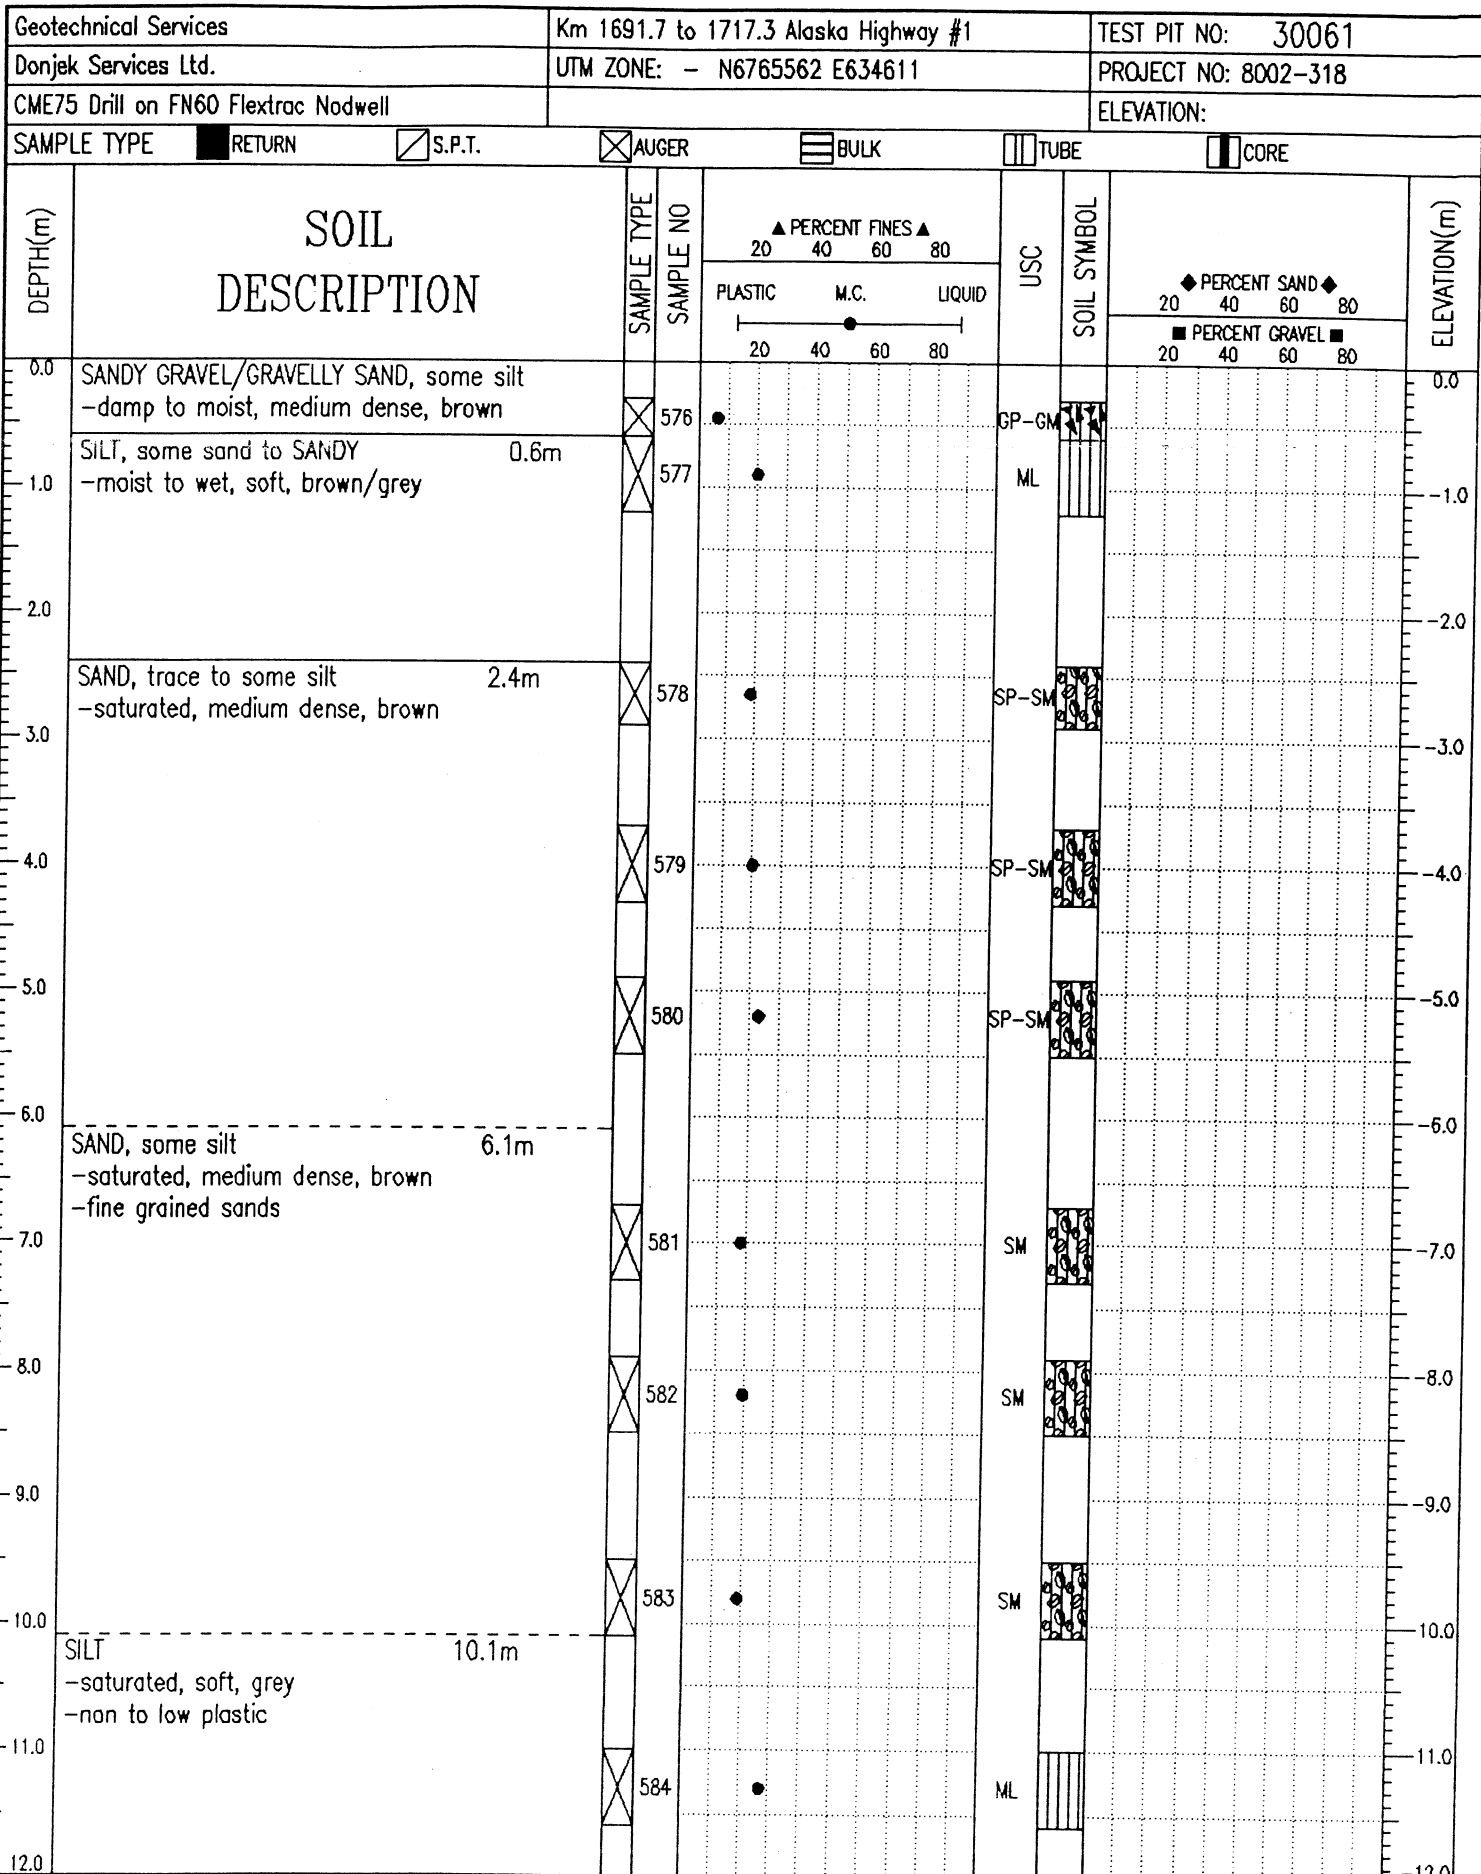 Geotechnical Services
Km 1691.7 to 1717.3 Alaska Highway #1
TEST PIT NO: 30061
Donjek Services Ltd.
UTM ZONE: - N6765562 E634611
PROJECT NO: 8002-318
CME75 Drill on FN60 Flextrac Nodwell
ELEVATION:
SAMPLE TYPE RETURN S.P.T. AUGER BULK TUBE CORE
DEPTH(m)
SOIL
DESCRIPTION
SAMPLE TYPE
SAMPLE NO
▲ PERCENT FINES ▲
20 40 60 80
PLASTIC M.C. LIQUID
20 40 60 80
USC
SOIL SYMBOL
◆ PERCENT SAND ◆
20 40 60 80
■ PERCENT GRAVEL ■
20 40 60 80
ELEVATION(m)
0.0
SANDY GRAVEL/GRAVELLY SAND, some silt
0.0
-damp to moist, medium dense, brown
576
GP-GM
SILT, some sand to SANDY 0.6m
577
ML
1.0
-moist to wet, soft, brown/grey
-1.0
2.0
-2.0
SAND, trace to some silt 2.4m
578
SP-SM
-saturated, medium dense, brown
3.0
-3.0
4.0
579
SP-SM
-4.0
5.0
-5.0
580
SP-SM
6.0
-6.0
SAND, some silt 6.1m
-saturated, medium dense, brown
-fine grained sands
7.0
581
SM
-7.0
8.0
-8.0
582
SM
9.0
-9.0
583
SM
10.0
-10.0
SILT 10.1m
-saturated, soft, grey
-non to low plastic
11.0
-11.0
584
ML
12.0
-12.0